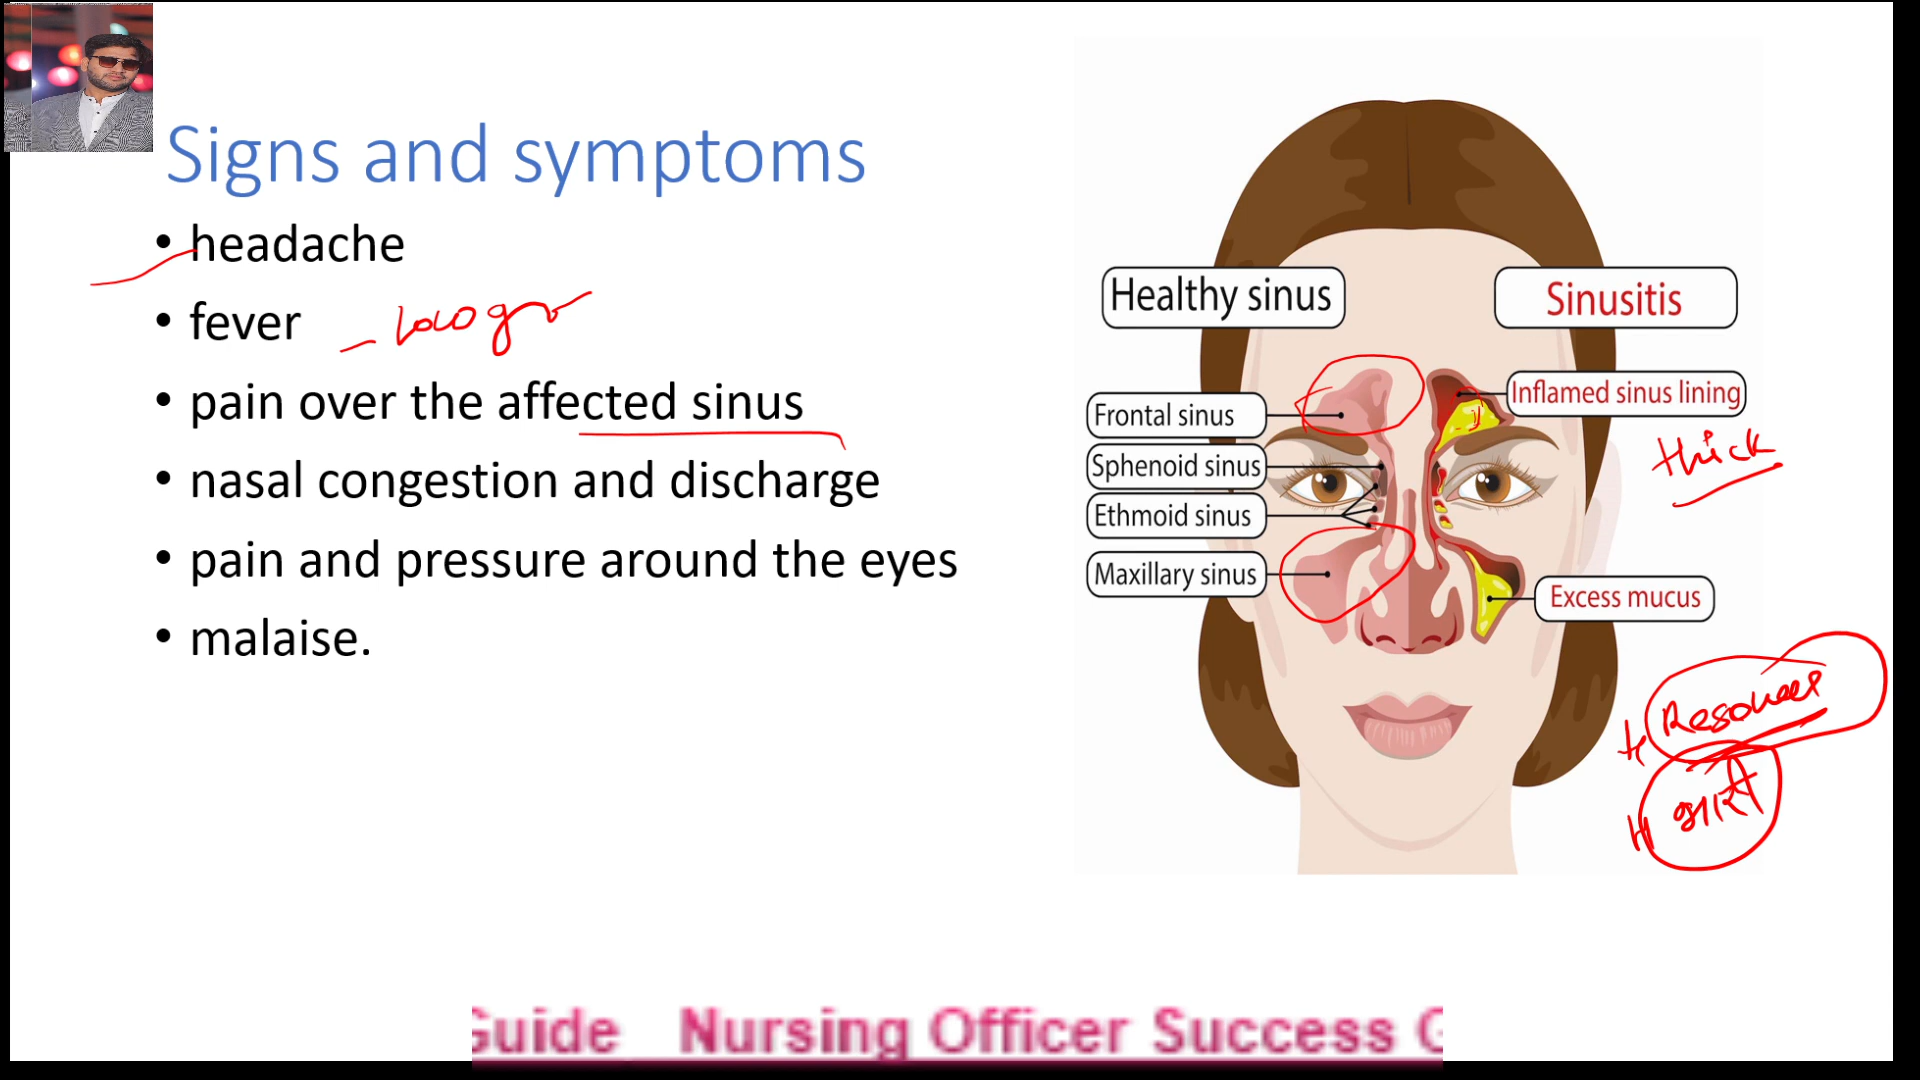 Signs and symptoms
• headache
• fever
• pain over the affected sinus
• nasal congestion and discharge
• pain and pressure around the eyes
• malaise.
Healthy sinus
Sinusitis
Frontal sinus
Sphenoid sinus
Ethmoid sinus
Maxillary sinus
Inflamed sinus lining
thick
Excess mucus
Guide Nursing Officer Success G